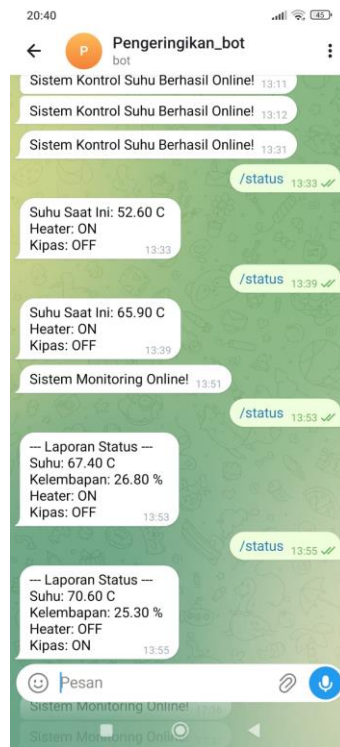 20:40
45
P
Pengeringikan_bot
bot
Sistem Kontrol Suhu Berhasil Online! 13:11
Sistem Kontrol Suhu Berhasil Online! 13:12
Sistem Kontrol Suhu Berhasil Online! 13:31
/status 13:33
Suhu Saat Ini: 52.60 C
Heater: ON
Kipas: OFF 13:33
/status 13:39
Suhu Saat Ini: 65.90 C
Heater: ON
Kipas: OFF 13:39
Sistem Monitoring Online! 13:51
/status 13:53
--- Laporan Status ---
Suhu: 67.40 C
Kelembapan: 26.80 %
Heater: ON
Kipas: OFF 13:53
/status 13:55
--- Laporan Status ---
Suhu: 70.60 C
Kelembapan: 25.30 %
Heater: OFF
Kipas: ON 13:55
Pesan
Sistem Monitoring Online!
Sistem Monitoring Online!